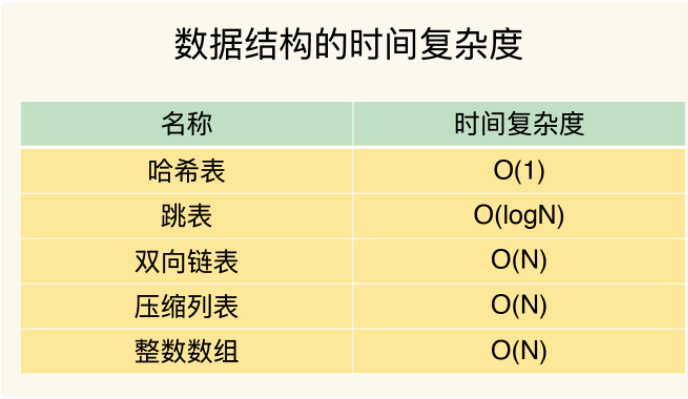 数据结构的时间复杂度
名称 时间复杂度
哈希表 O(1)
跳表 O(logN)
双向链表 O(N)
压缩列表 O(N)
整数数组 O(N)